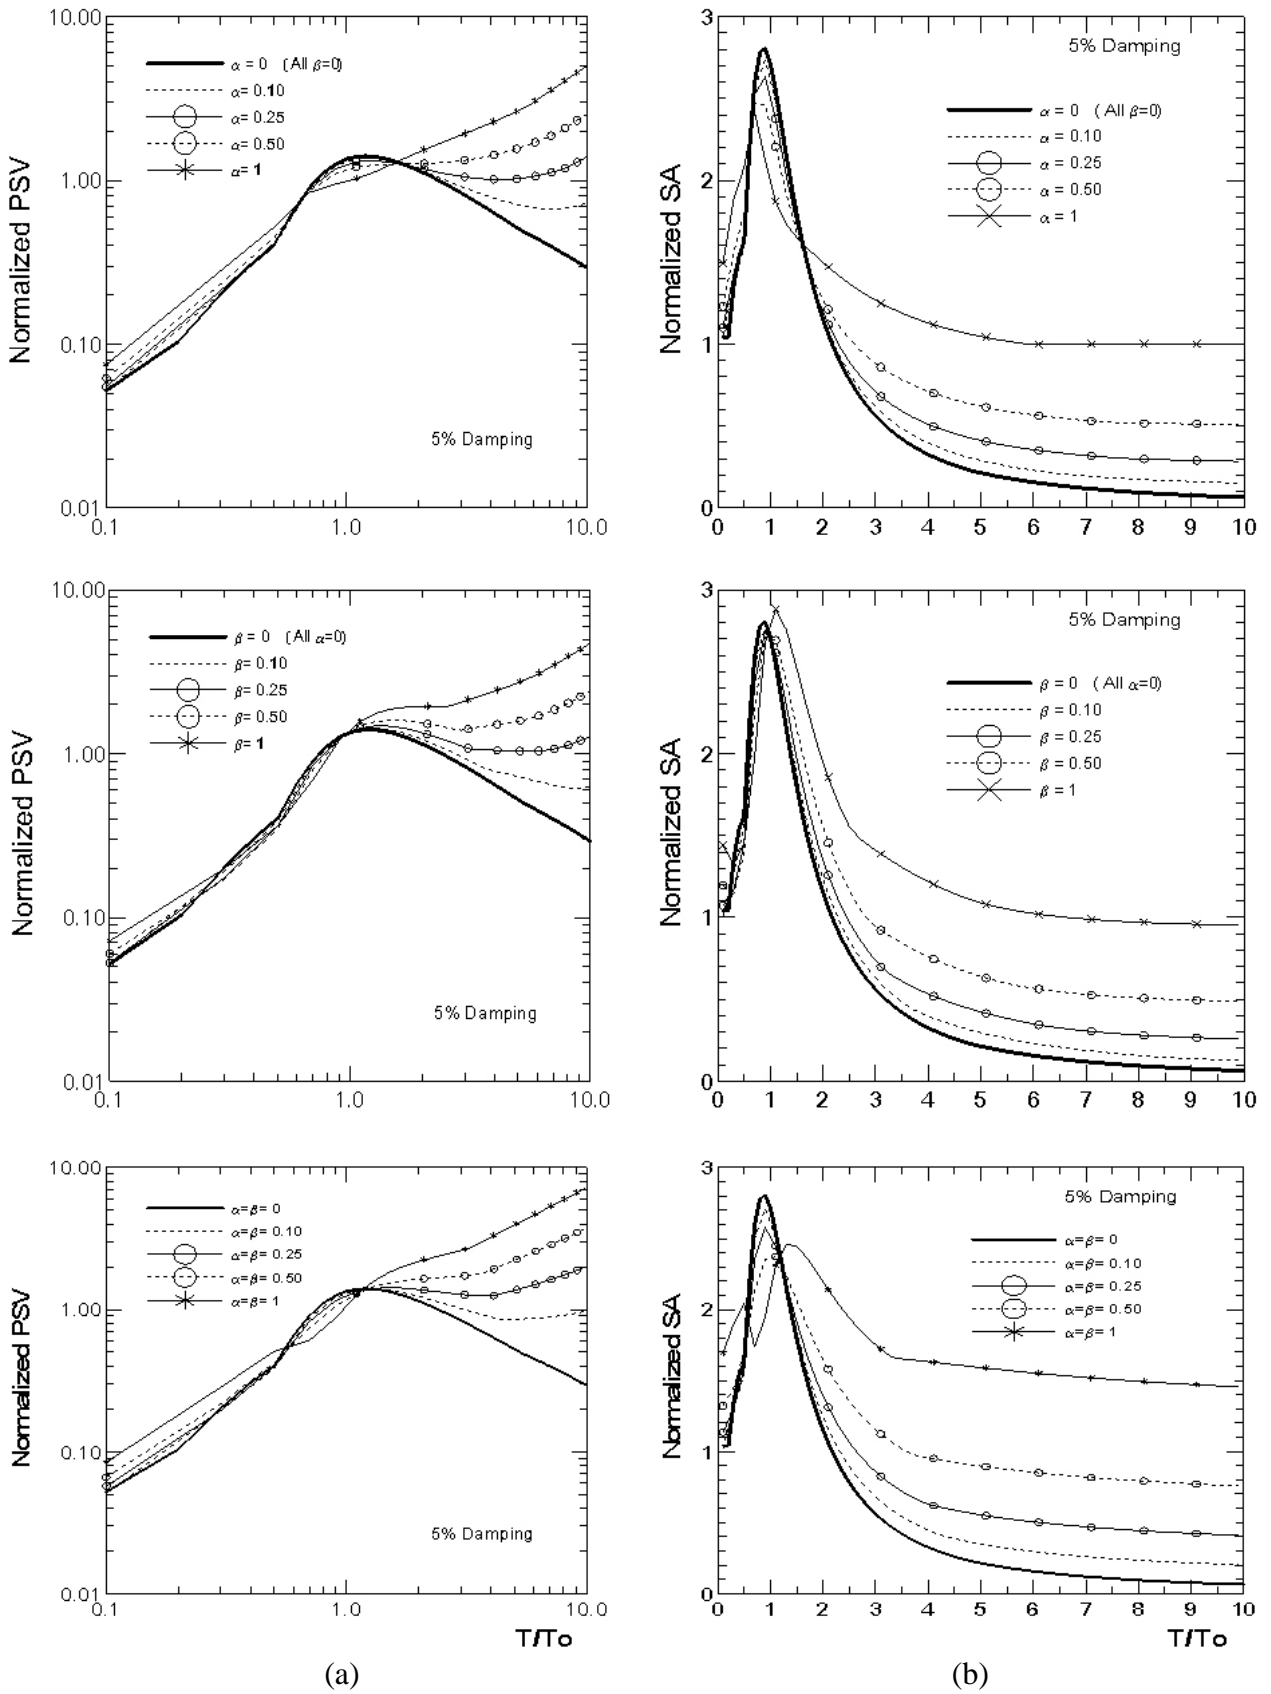 10.00
1.00
0.10
0.01
Normalized PSV
α = 0 (All β=0)
α= 0.10
α= 0.25
α= 0.50
α= 1
5% Damping
0.1
1.0
10.0
3
2
1
0
Normalized SA
5% Damping
α = 0 (All β=0)
α = 0.10
α = 0.25
α = 0.50
α = 1
0 1 2 3 4 5 6 7 8 9 10
10.00
1.00
0.10
0.01
Normalized PSV
β = 0 (All α=0)
β= 0.10
β= 0.25
β= 0.50
β= 1
5% Damping
0.1
1.0
10.0
3
2
1
0
Normalized SA
5% Damping
β = 0 (All α=0)
β = 0.10
β = 0.25
β = 0.50
β = 1
0 1 2 3 4 5 6 7 8 9 10
10.00
1.00
0.10
0.01
Normalized PSV
α=β= 0
α=β= 0.10
α=β= 0.25
α=β= 0.50
α=β= 1
5% Damping
0.1
1.0
10.0
T/To
3
2
1
0
Normalized SA
5% Damping
α=β= 0
α=β= 0.10
α=β= 0.25
α=β= 0.50
α=β= 1
0 1 2 3 4 5 6 7 8 9 10
T/To
(a)
(b)